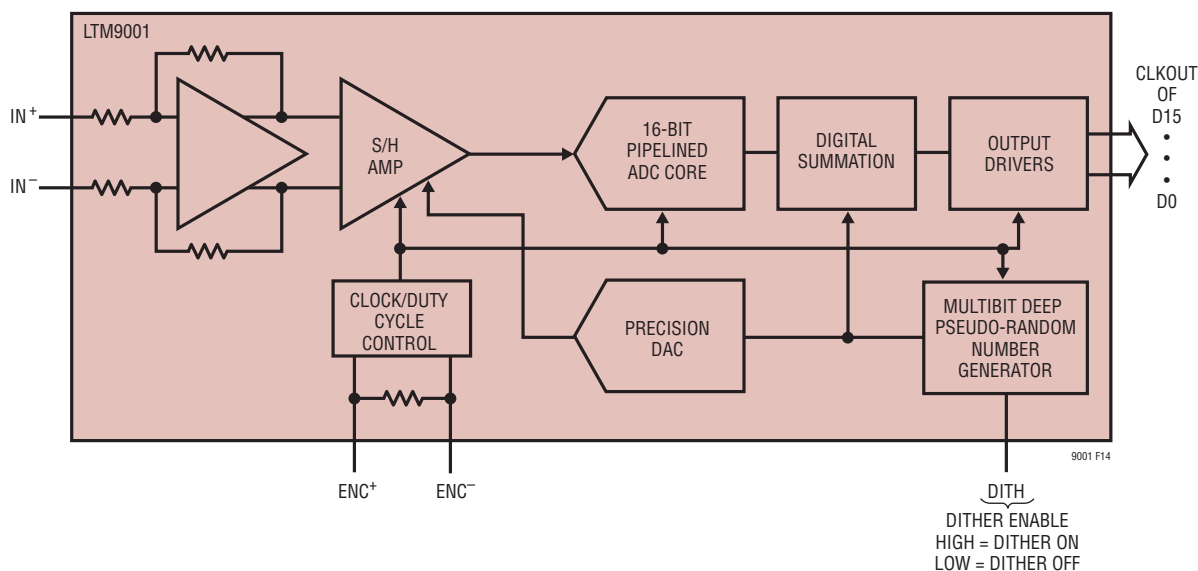 LTM9001
IN+
IN−
S/H
AMP
16-BIT
PIPELINED
ADC CORE
DIGITAL
SUMMATION
OUTPUT
DRIVERS
CLKOUT
OF
D15
•
•
•
D0
CLOCK/DUTY
CYCLE
CONTROL
PRECISION
DAC
MULTIBIT DEEP
PSEUDO-RANDOM
NUMBER
GENERATOR
9001 F14
ENC+
ENC−
DITH
DITHER ENABLE
HIGH = DITHER ON
LOW = DITHER OFF